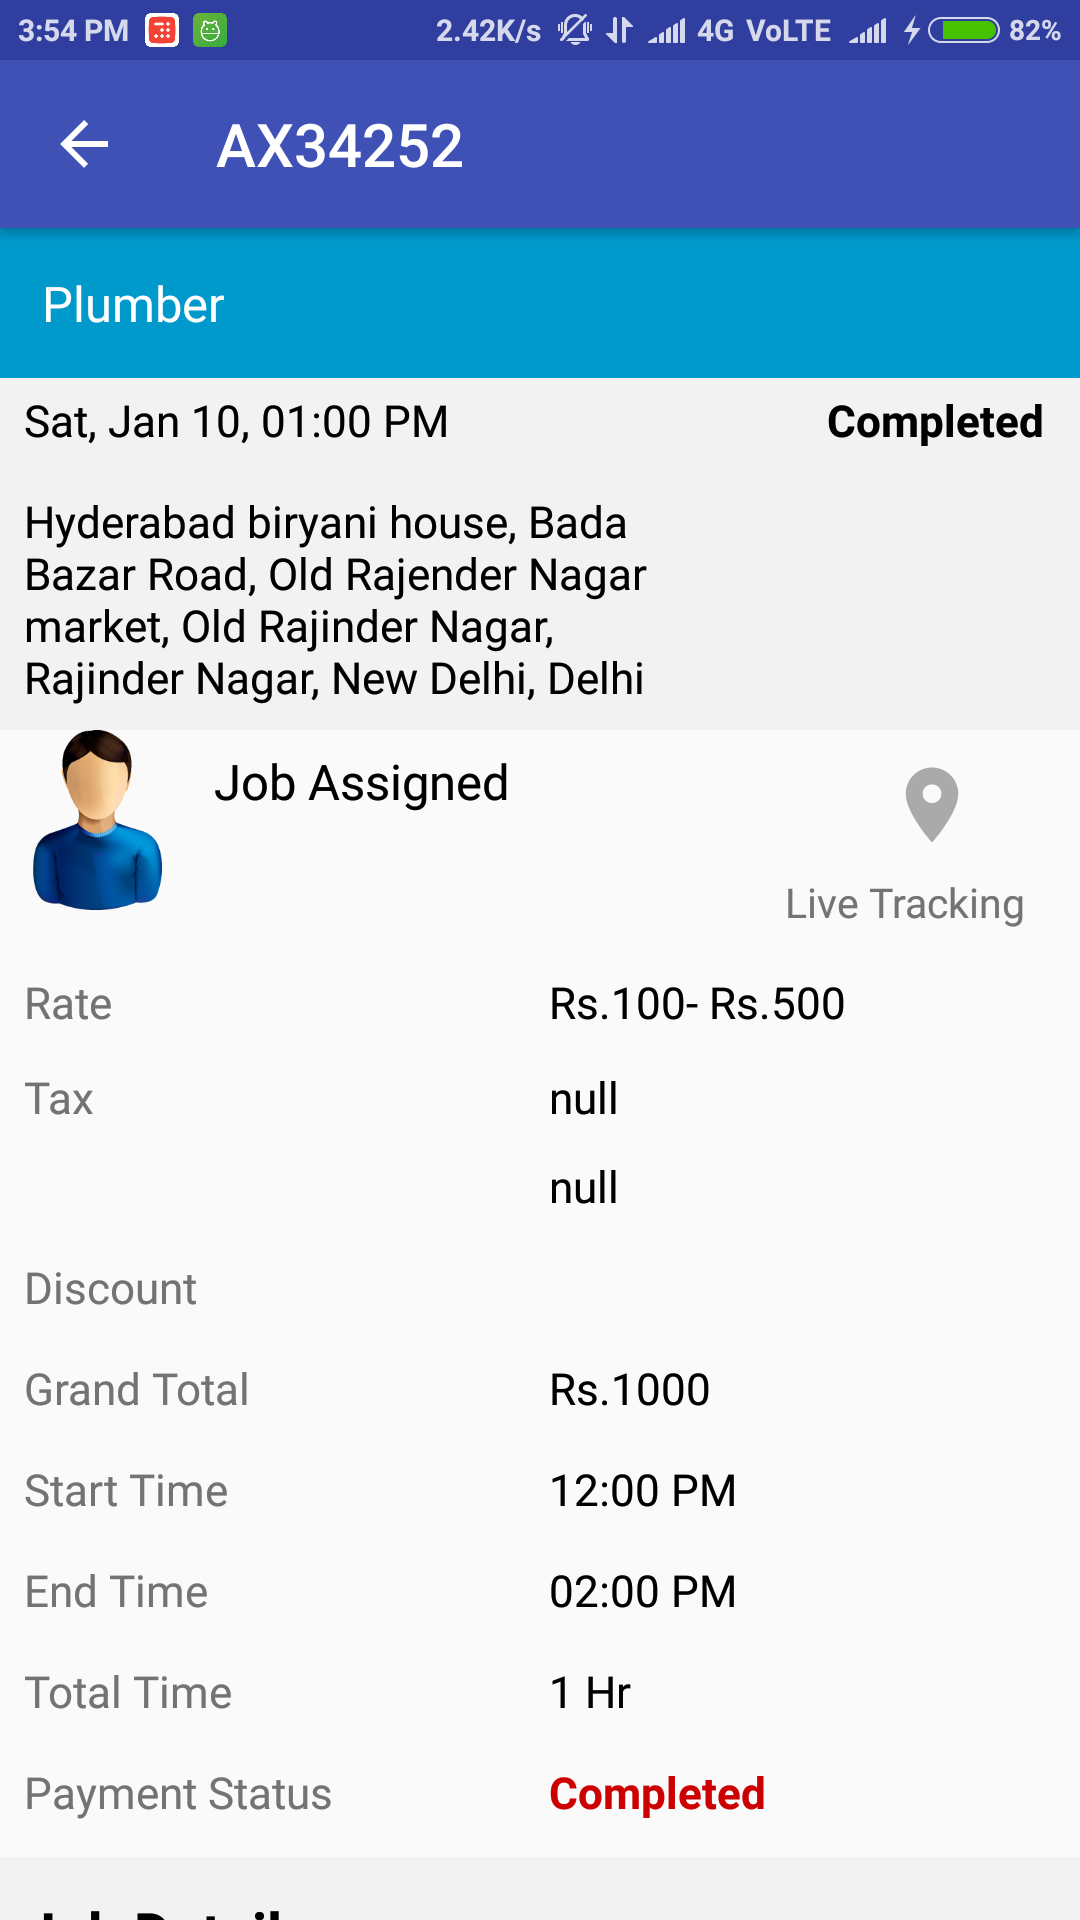 3:54 PM 2.42K/s 4G VoLTE 82%
AX34252
Plumber
Sat, Jan 10, 01:00 PM Completed
Hyderabad biryani house, Bada
Bazar Road, Old Rajender Nagar
market, Old Rajinder Nagar,
Rajinder Nagar, New Delhi, Delhi
Job Assigned
Live Tracking
Rate Rs.100- Rs.500
Tax null
null
Discount
Grand Total Rs.1000
Start Time 12:00 PM
End Time 02:00 PM
Total Time 1 Hr
Payment Status Completed